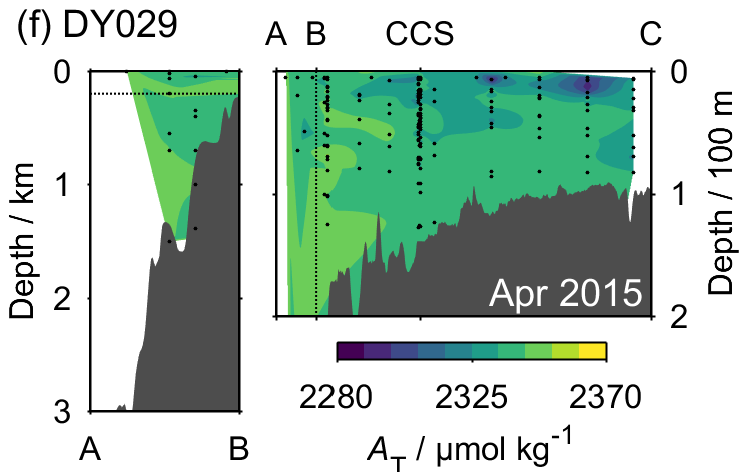 (f) DY029
A B CCS C
0
1
2
3
Depth / km
A B
0
1
2
Depth / 100 m
Apr 2015
2280 2325 2370
A_T / μmol kg⁻¹